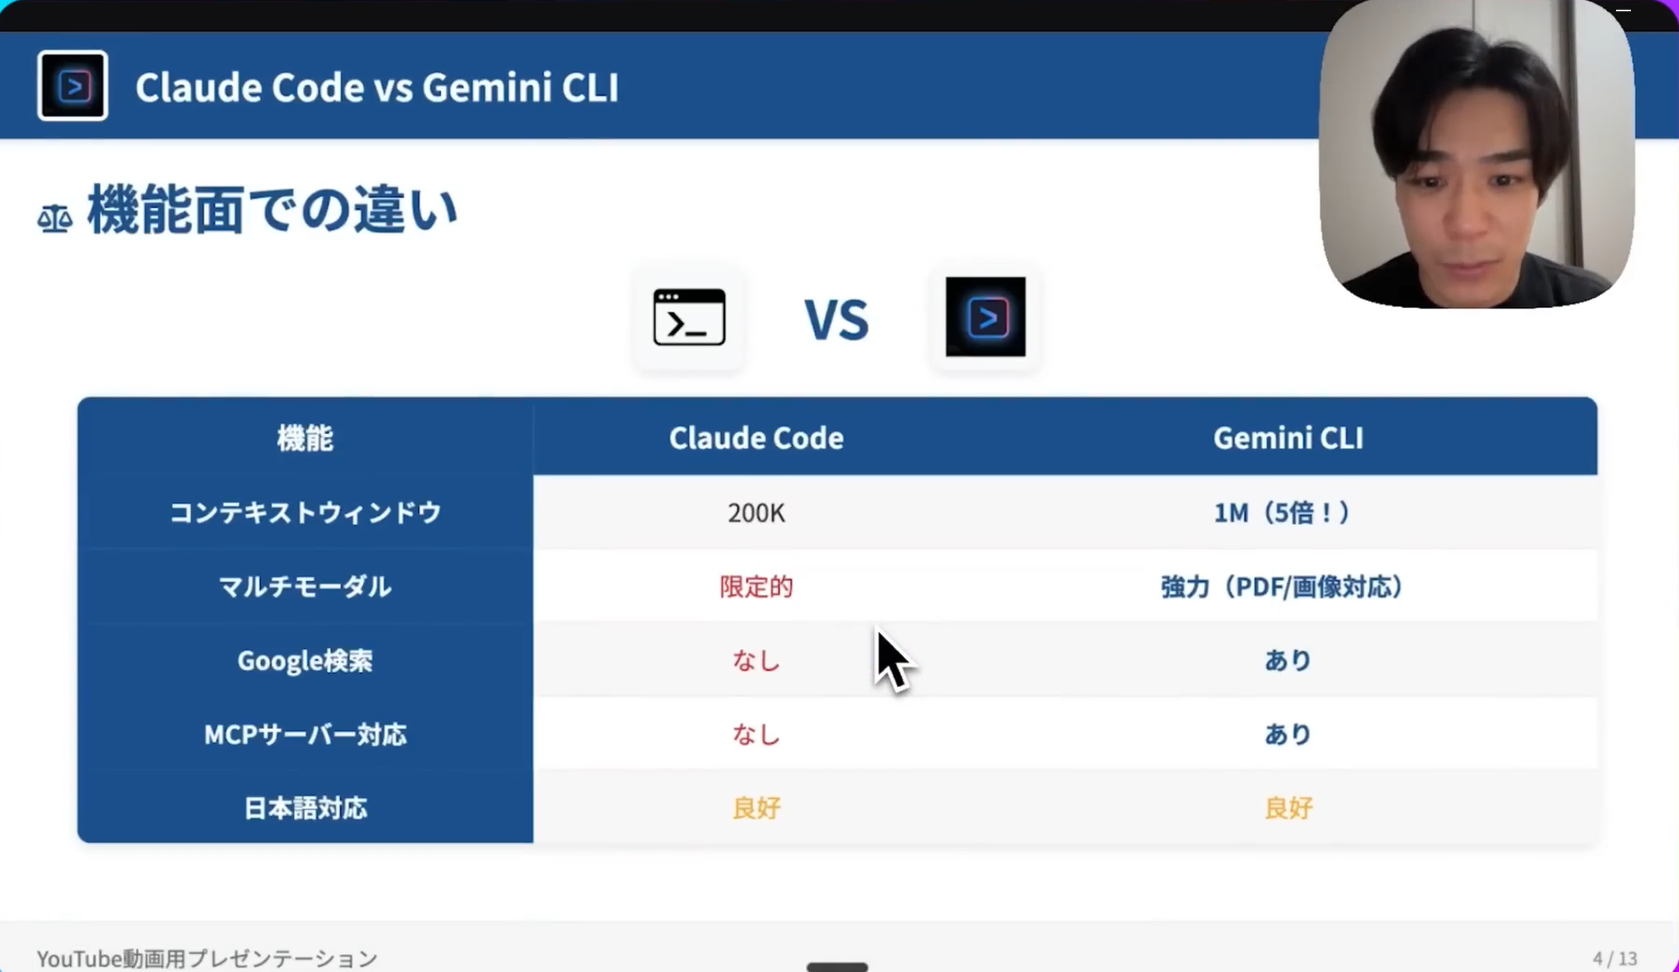 Claude Code vs Gemini CLI
機能面での違い
VS
機能 Claude Code Gemini CLI
コンテキストウィンドウ 200K 1M（5倍！）
マルチモーダル 限定的 強力（PDF/画像対応）
Google検索 なし あり
MCPサーバー対応 なし あり
日本語対応 良好 良好
YouTube動画用プレゼンテーション 4 / 13